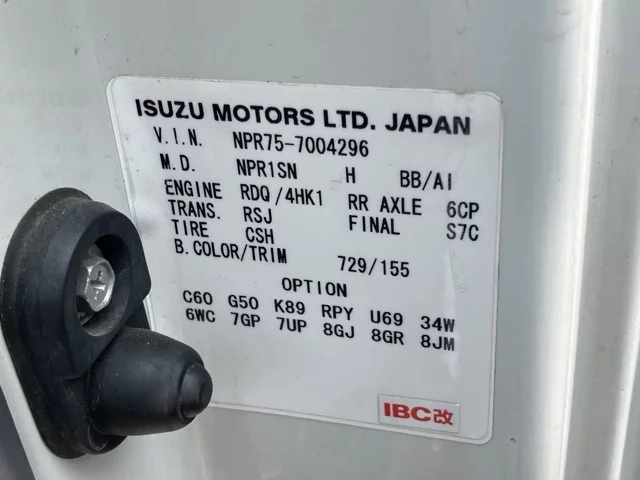 ISUZU MOTORS LTD. JAPAN
V.I.N. NPR75-7004296
M.D. NPR1SN H BB/AI
ENGINE RDQ/4HK1 RR AXLE 6CP
TRANS. RSJ FINAL S7C
TIRE CSH
B.COLOR/TRIM 729/155
OPTION
C60 G50 K89 RPY U69 34W
6WC 7GP 7UP 8GJ 8GR 8JM
IBC改